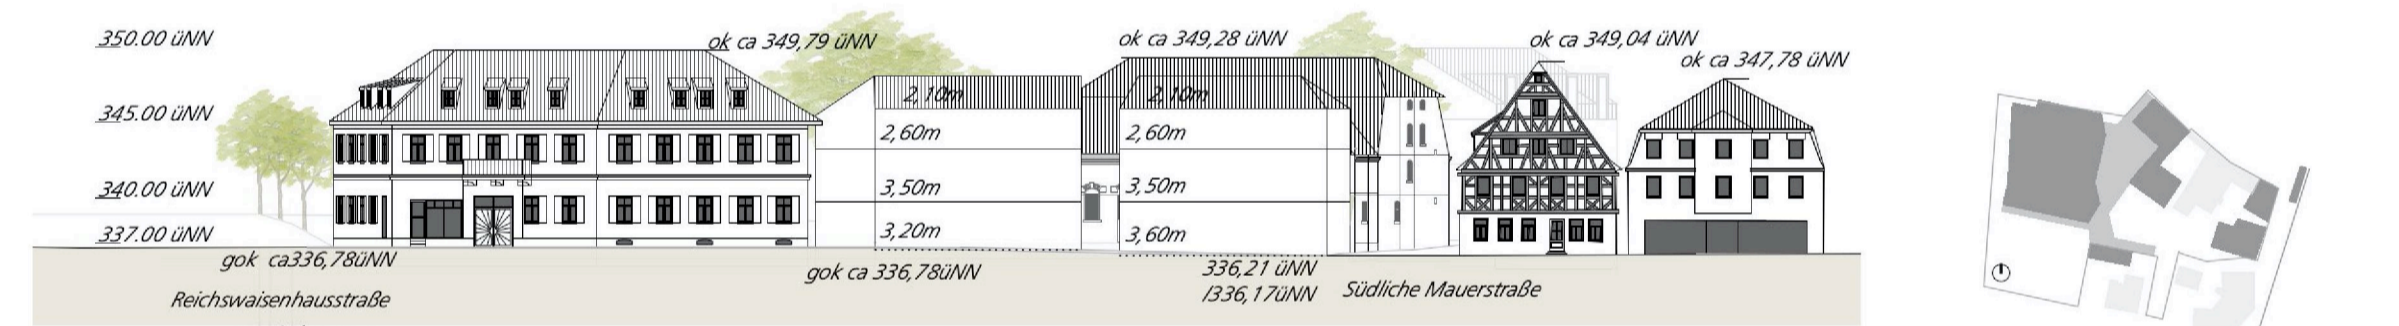 350.00 üNN
ok ca 349,79 üNN
ok ca 349,28 üNN
ok ca 349,04 üNN
ok ca 347,78 üNN
345.00 üNN
2,10m
2,10m
2,60m
2,60m
340.00 üNN
3,50m
3,50m
337.00 üNN
3,20m
3,60m
gok ca336,78üNN
gok ca 336,78üNN
336,21 üNN
/336,17üNN
Südliche Mauerstraße
Reichswaisenhausstraße